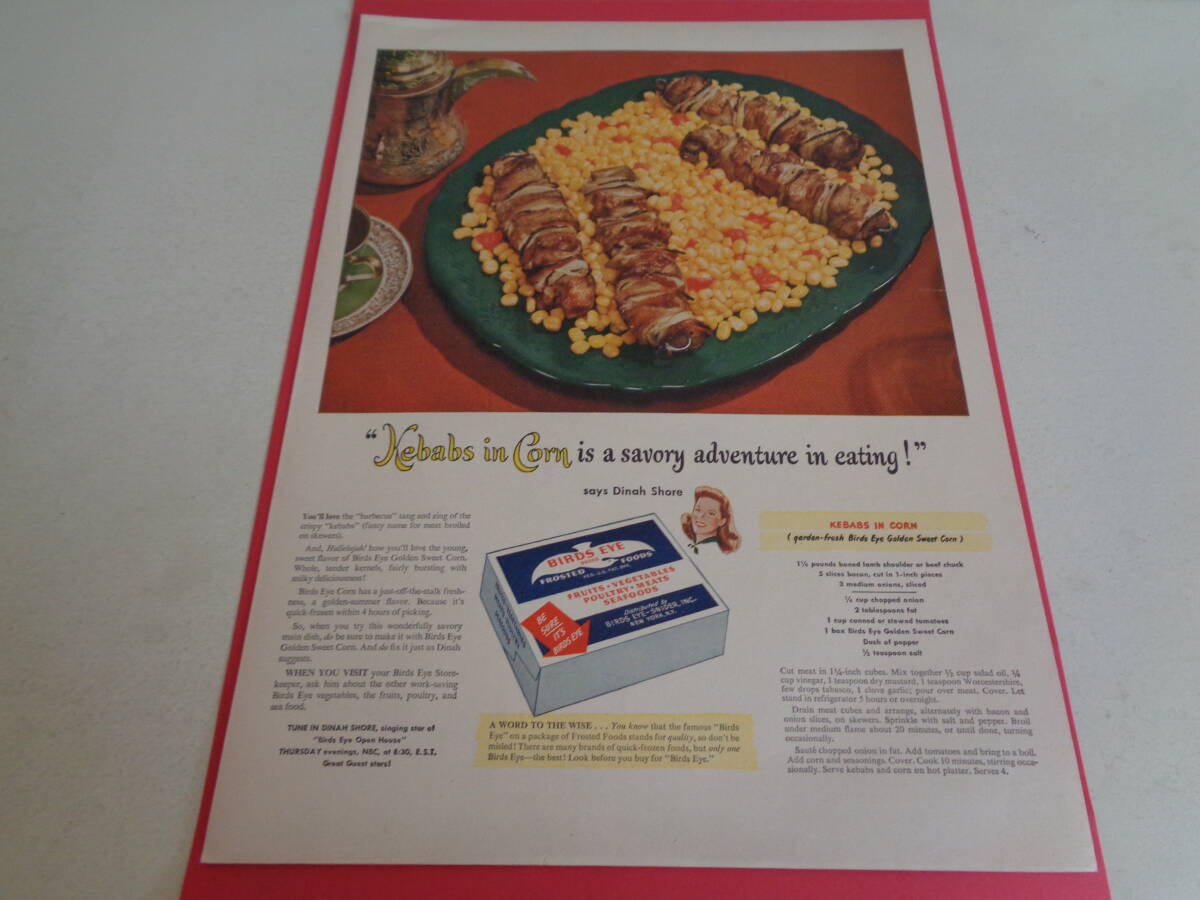 “Kebabs in Corn is a savory adventure in eating!”
says Dinah Shore
You'll love the "barbecue" tang and zing of the
crispy "kebabs" (fancy name for meat broiled
on skewers).
And, Hallelujah! how you'll love the young,
sweet flavor of Birds Eye Golden Sweet Corn.
Whole, tender kernels, fairly bursting with
milky deliciousness!
Birds Eye Corn has a just-off-the-stalk fresh-
ness, a golden-summer flavor. Because it's
quick-frozen within 4 hours of picking.
So, when you try this wonderfully savory
main dish, do be sure to make it with Birds Eye
Golden Sweet Corn. And do fix it just as Dinah
suggests.
WHEN YOU VISIT your Birds Eye Store-
keeper, ask him about the other work-saving
Birds Eye vegetables, the fruits, poultry, and
sea food.
TUNE IN DINAH SHORE, singing star of
"Birds Eye Open House"
THURSDAY evenings, NBC, at 8:30, E.S.T.
Great Guest stars!
BIRDS EYE
BRAND
FROSTED FOODS
REG. U.S. PAT. OFF.
FRUITS • VEGETABLES
POULTRY • MEATS
SEAFOODS
Distributed by
BIRDS EYE-SNIDER, INC.
NEW YORK, N.Y.
BE
SURE
IT'S
BIRDS EYE
A WORD TO THE WISE . . . You know that the famous "Birds
Eye" on a package of Frosted Foods stands for quality, so don't be
misled! There are many brands of quick-frozen foods, but only one
Birds Eye—the best! Look before you buy for "Birds Eye."
KEBABS IN CORN
(garden-fresh Birds Eye Golden Sweet Corn)
1½ pounds boned lamb shoulder or beef chuck
5 slices bacon, cut in 1-inch pieces
3 medium onions, sliced
¼ cup chopped onion
2 tablespoons fat
1 cup canned or stewed tomatoes
1 box Birds Eye Golden Sweet Corn
Dash of pepper
½ teaspoon salt
Cut meat in 1¼-inch cubes. Mix together ½ cup salad oil, ¼
cup vinegar, 1 teaspoon dry mustard, 1 teaspoon Worcestershire,
few drops tabasco, 1 clove garlic; pour over meat. Cover. Let
stand in refrigerator 5 hours or overnight.
Drain meat cubes and arrange, alternately with bacon and
onion slices, on skewers. Sprinkle with salt and pepper. Broil
under medium flame about 20 minutes, or until done, turning
occasionally.
Sauté chopped onion in fat. Add tomatoes and bring to a boil.
Add corn and seasonings. Cover. Cook 10 minutes, stirring occa-
sionally. Serve kebabs and corn on hot platter. Serves 4.